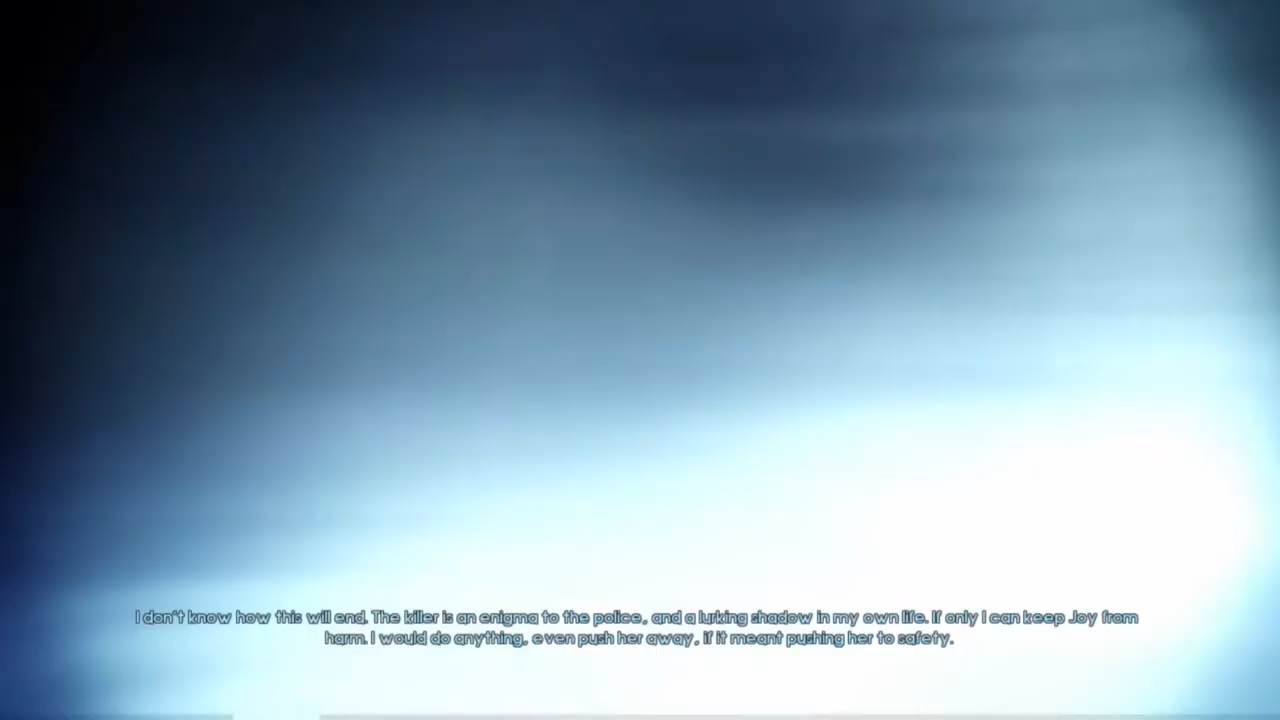 I don't know how this will end. The killer is an enigma to the police, and a lurking shadow in my own life. If only I can keep Joy from
harm. I would do anything, even push her away, if it meant pushing her to safety.